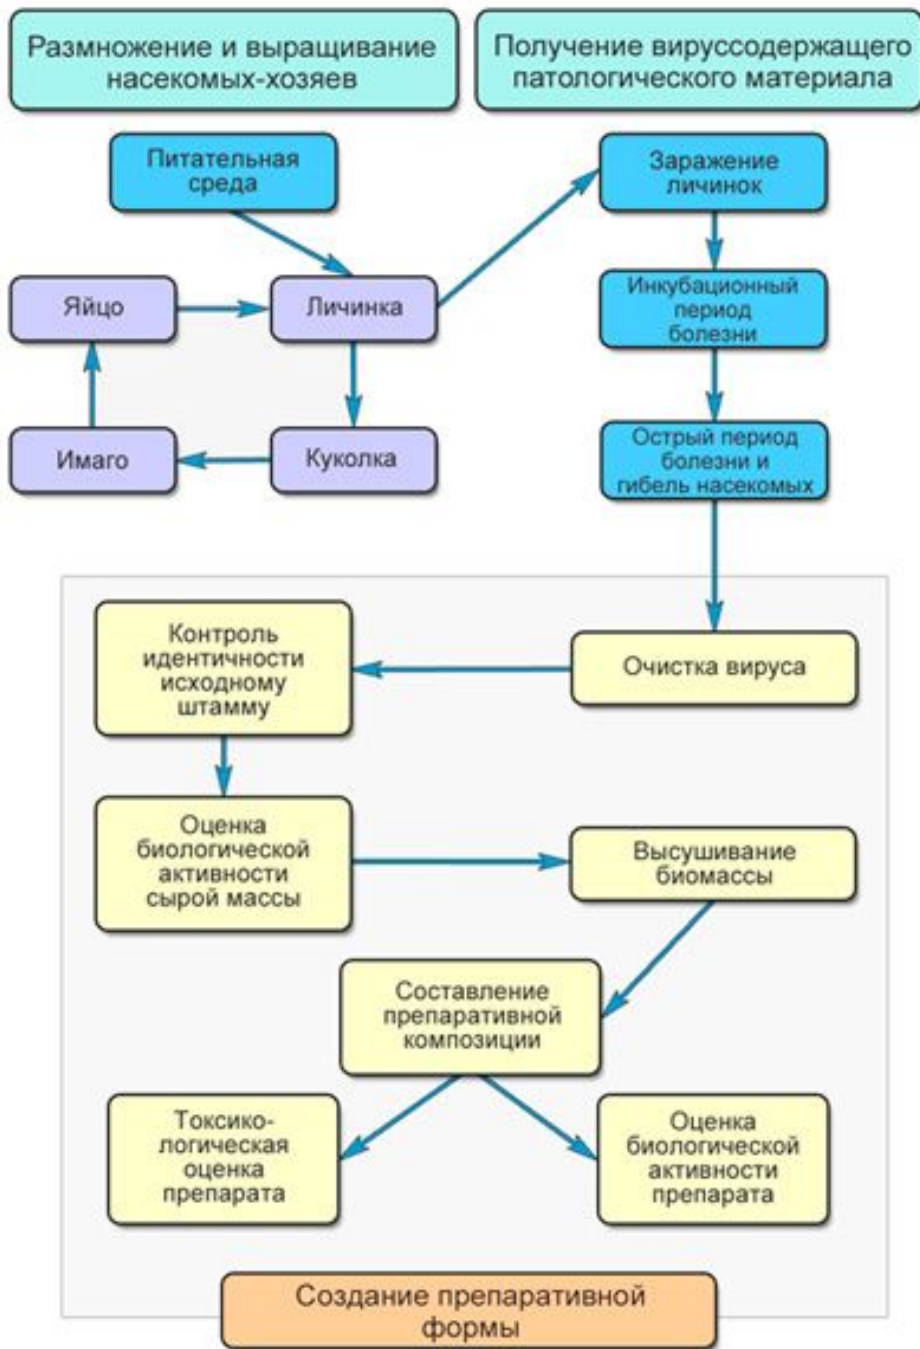 Размножение и выращивание
насекомых-хозяев
Получение вируссодержащего
патологического материала
Питательная
среда
Заражение
личинок
Яйцо
Личинка
Инкубационный
период
болезни
Имаго
Куколка
Острый период
болезни и
гибель насекомых
Контроль
идентичности
исходному
штамму
Очистка вируса
Оценка
биологической
активности
сырой массы
Высушивание
биомассы
Составление
препаративной
композиции
Токсико-
логическая
оценка
препарата
Оценка
биологической
активности
препарата
Создание препаративной
формы